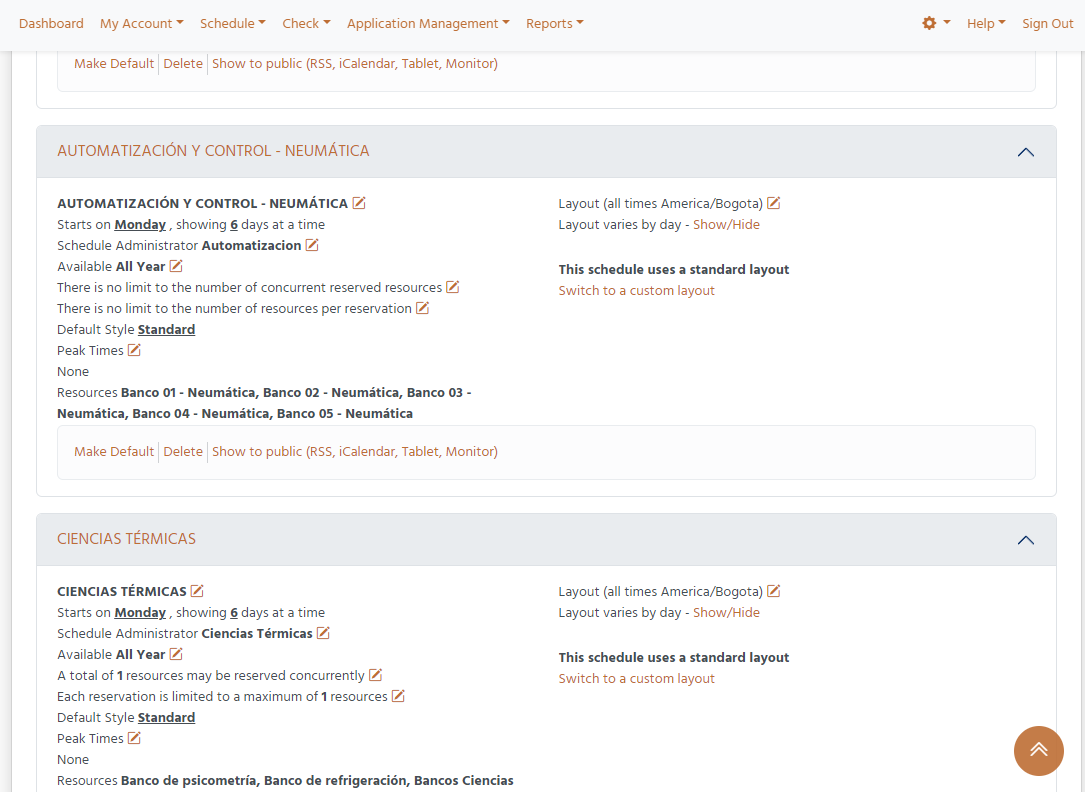 Dashboard My Account Schedule Check Application Management Reports Help Sign Out
Make Default Delete Show to public (RSS, iCalendar, Tablet, Monitor)
AUTOMATIZACIÓN Y CONTROL - NEUMÁTICA
AUTOMATIZACIÓN Y CONTROL - NEUMÁTICA
Starts on Monday , showing 6 days at a time
Schedule Administrator Automatizacion
Available All Year
There is no limit to the number of concurrent reserved resources
There is no limit to the number of resources per reservation
Default Style Standard
Peak Times
None
Resources Banco 01 - Neumática, Banco 02 - Neumática, Banco 03 -
Neumática, Banco 04 - Neumática, Banco 05 - Neumática
Layout (all times America/Bogota)
Layout varies by day - Show/Hide
This schedule uses a standard layout
Switch to a custom layout
Make Default Delete Show to public (RSS, iCalendar, Tablet, Monitor)
CIENCIAS TÉRMICAS
CIENCIAS TÉRMICAS
Starts on Monday , showing 6 days at a time
Schedule Administrator Ciencias Térmicas
Available All Year
A total of 1 resources may be reserved concurrently
Each reservation is limited to a maximum of 1 resources
Default Style Standard
Peak Times
None
Resources Banco de psicometría, Banco de refrigeración, Bancos Ciencias
Layout (all times America/Bogota)
Layout varies by day - Show/Hide
This schedule uses a standard layout
Switch to a custom layout